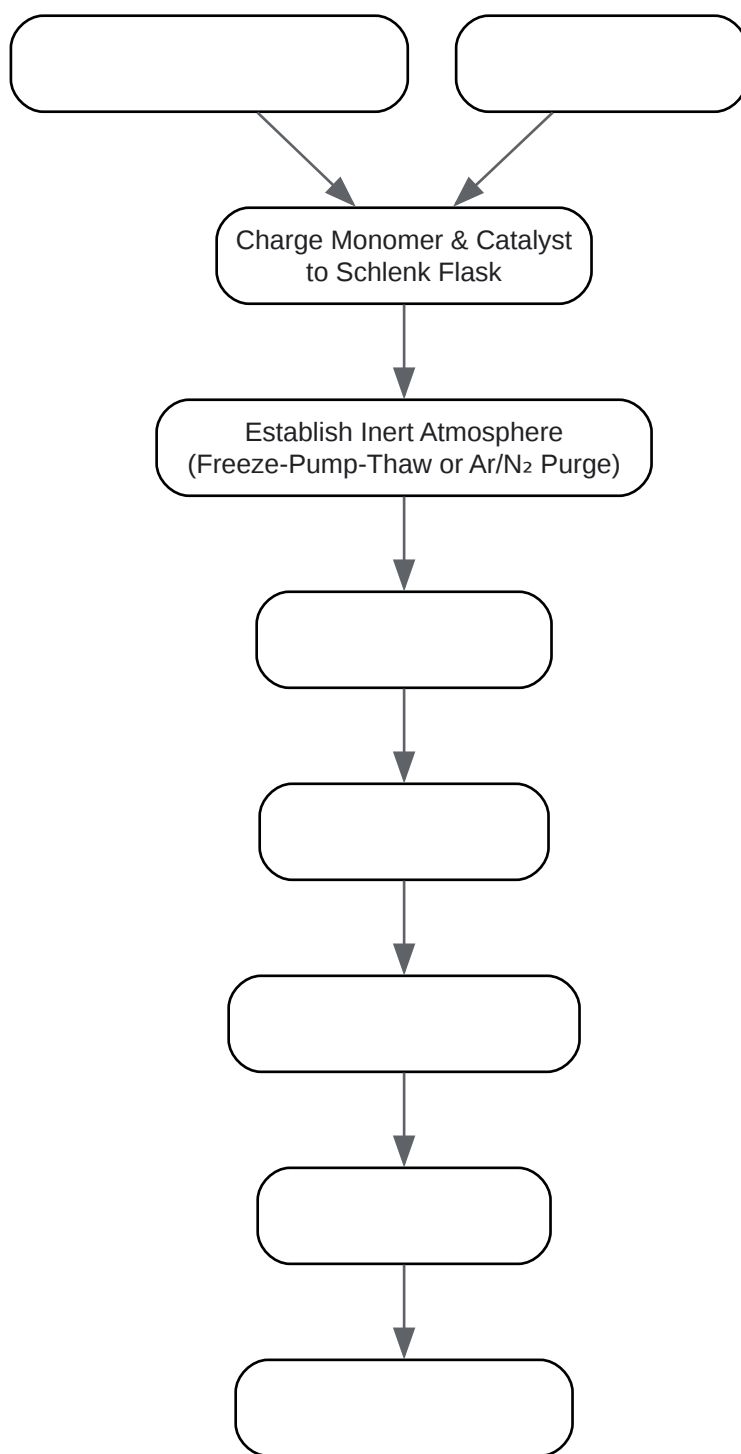 Charge Monomer & Catalyst
to Schlenk Flask
Establish Inert Atmosphere
(Freeze-Pump-Thaw or Ar/N₂ Purge)